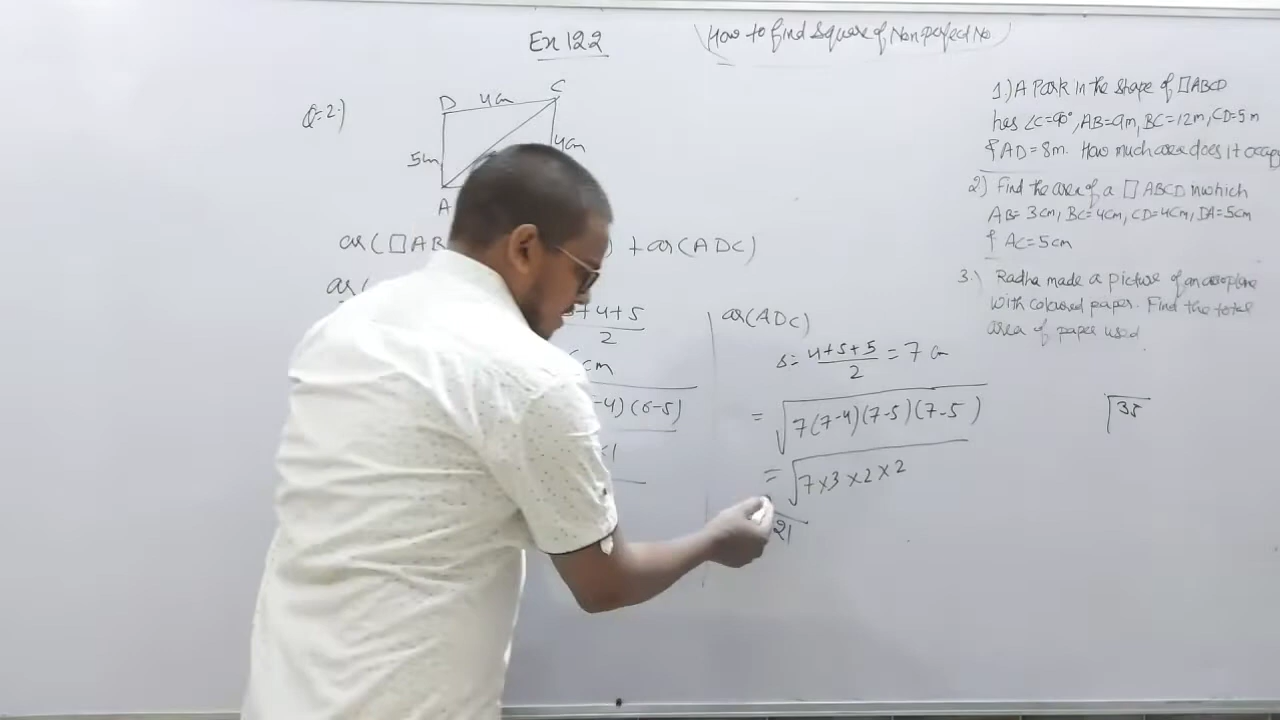 Ex 12.2
How to find Square of Non perfect No
Q=2.)
D 4cm C
5cm 4cm
A
ar(□AB ) + ar(ADC)
ar(
3+4+5
2
6cm
-4)(6-5)
×1
ar(ADC)
s= 4+5+5 = 7 cm
2
= √7(7-4)(7-5)(7-5)
= √7×3×2×2
21
1.) A Park in the shape of □ABCD
has ∠C=90°, AB=9m, BC=12m, CD=5m
& AD=8m. How much area does it occupy
2) Find the area of a □ABCD in which
AB=3cm, BC=4cm, CD=4cm, DA=5cm
& AC=5cm
3.) Radha made a picture of an aeroplane
with coloured paper. Find the total
area of paper used
√35